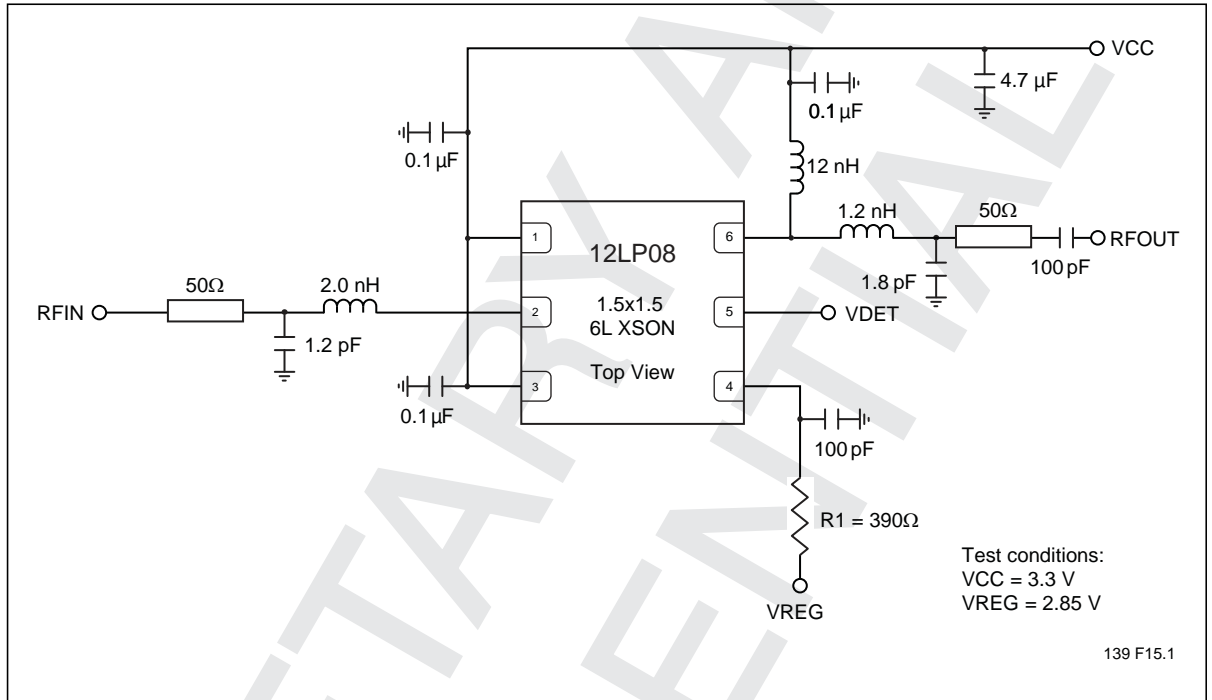 VCC
4.7 µF
0.1 µF
0.1 µF
12 nH
1.2 nH
50Ω
RFOUT
100 pF
1.8 pF
12LP08
1.5x1.5
6L XSON
Top View
1
2
3
6
5
4
RFIN
50Ω
2.0 nH
1.2 pF
0.1 µF
VDET
100 pF
R1 = 390Ω
VREG
Test conditions:
VCC = 3.3 V
VREG = 2.85 V
139 F15.1